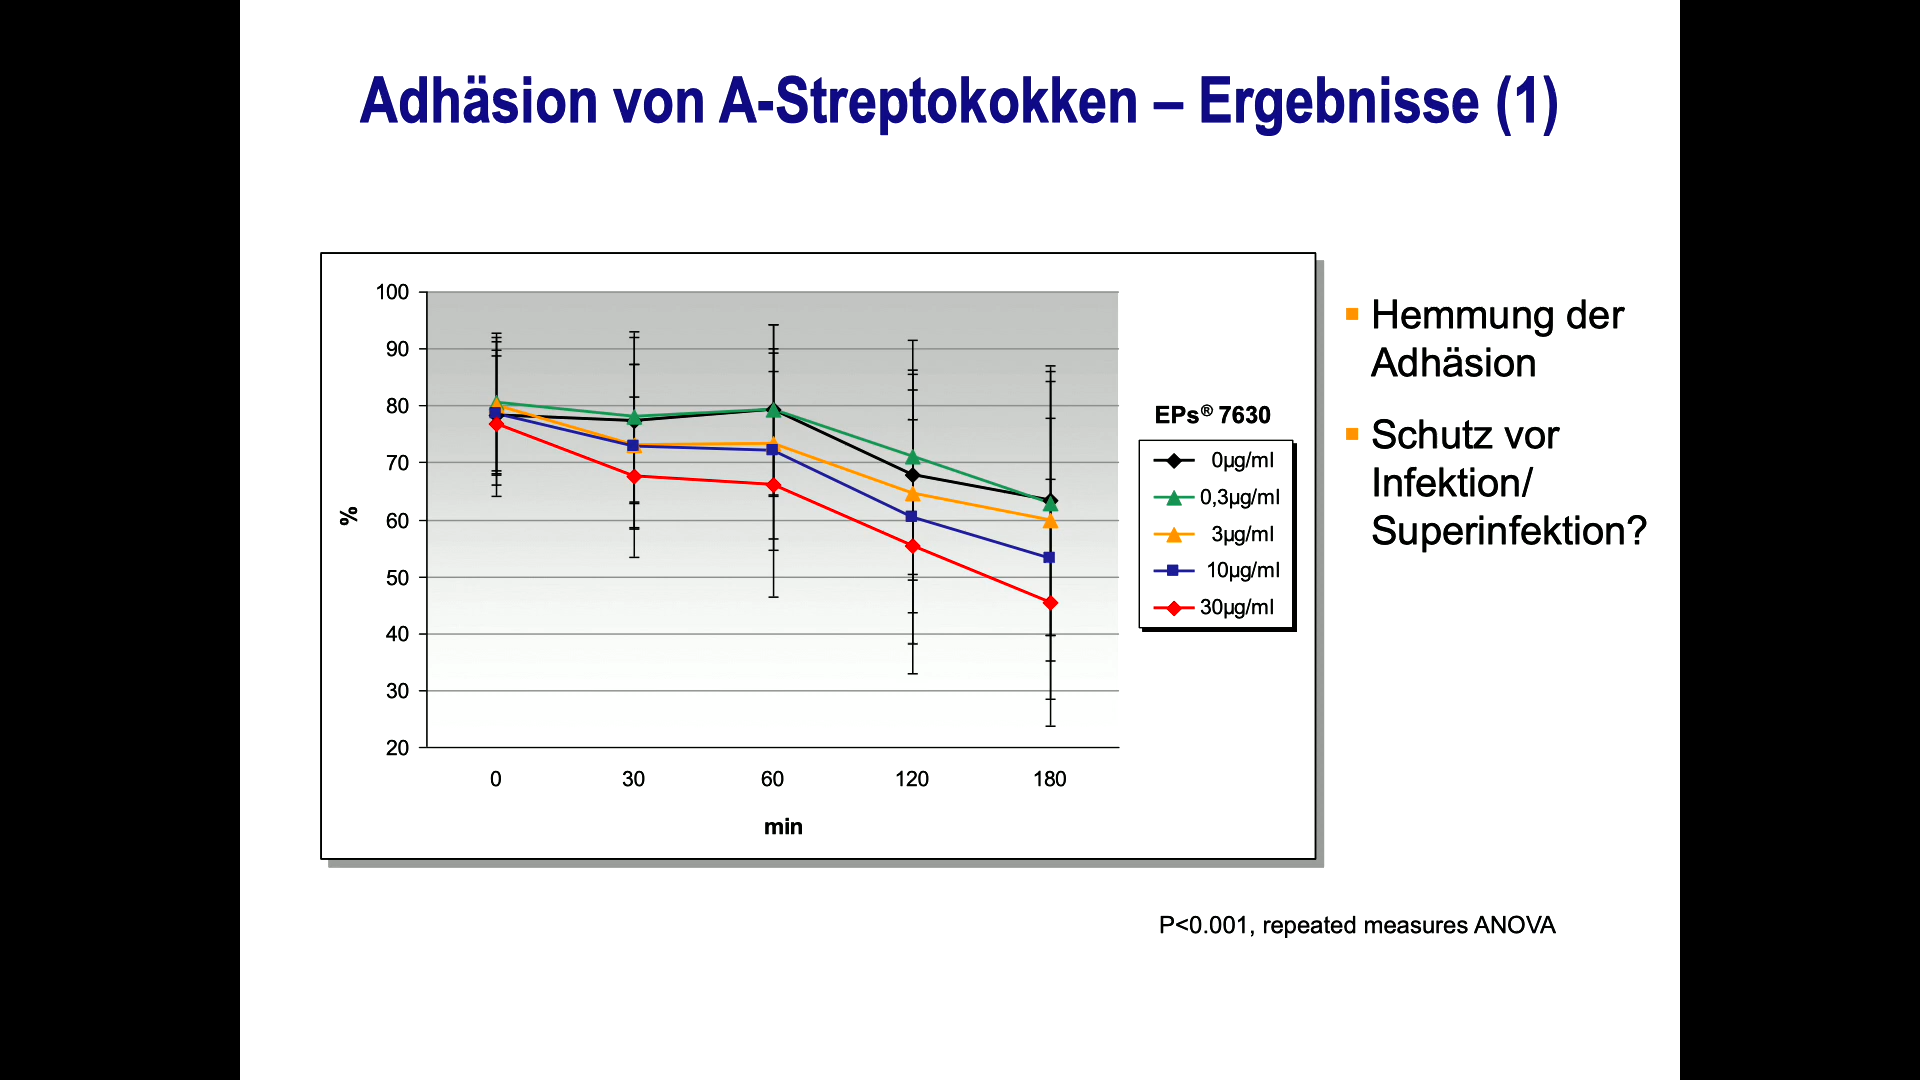 Adhäsion von A-Streptokokken – Ergebnisse (1)
100
90
80
70
60
50
40
30
20
%
0 30 60 120 180
min
EPs® 7630
0µg/ml
0,3µg/ml
3µg/ml
10µg/ml
30µg/ml
Hemmung der
Adhäsion
Schutz vor
Infektion/
Superinfektion?
P<0.001, repeated measures ANOVA